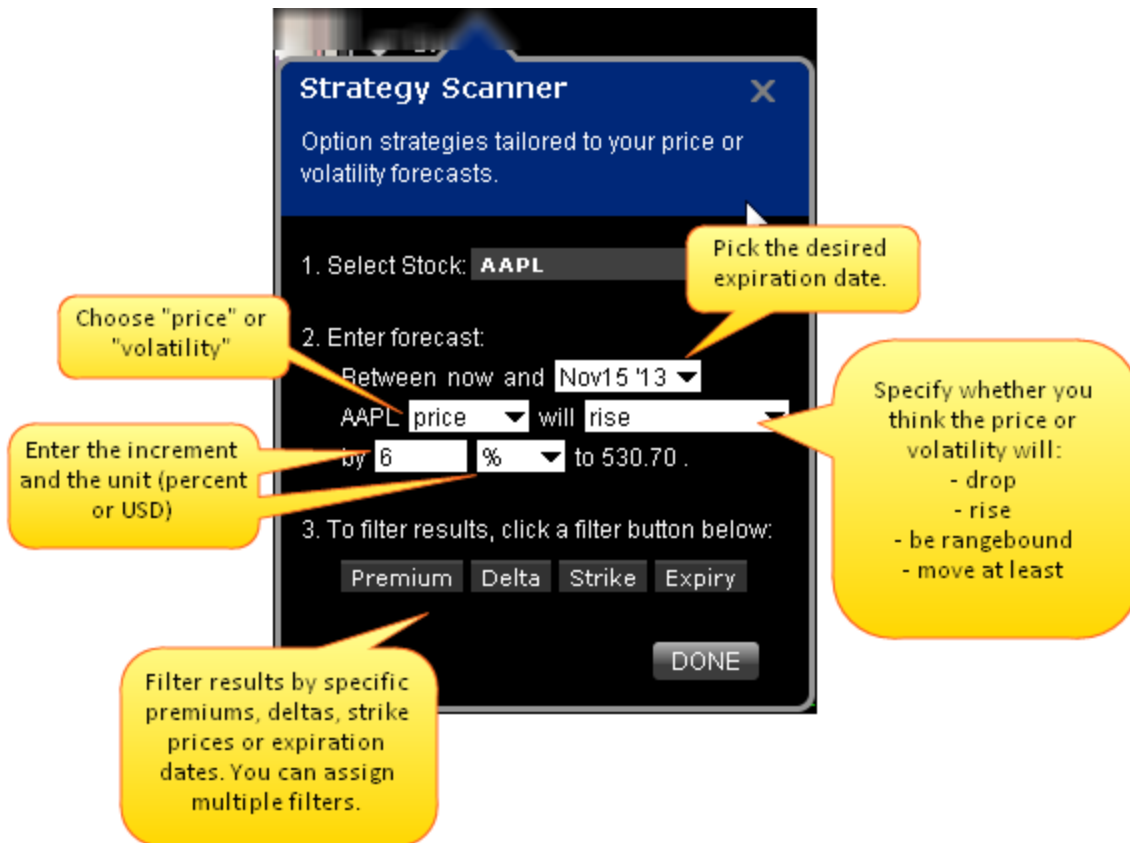 Strategy Scanner
X
Option strategies tailored to your price or
volatility forecasts.
Pick the desired
expiration date.
1. Select Stock: AAPL
Choose "price" or
"volatility"
2. Enter forecast:
Between now and Nov15 '13
AAPL price will rise
by 6 % to 530.70 .
Specify whether you
think the price or
volatility will:
- drop
- rise
- be rangebound
- move at least
Enter the increment
and the unit (percent
or USD)
3. To filter results, click a filter button below:
Premium Delta Strike Expiry
DONE
Filter results by specific
premiums, deltas, strike
prices or expiration
dates. You can assign
multiple filters.